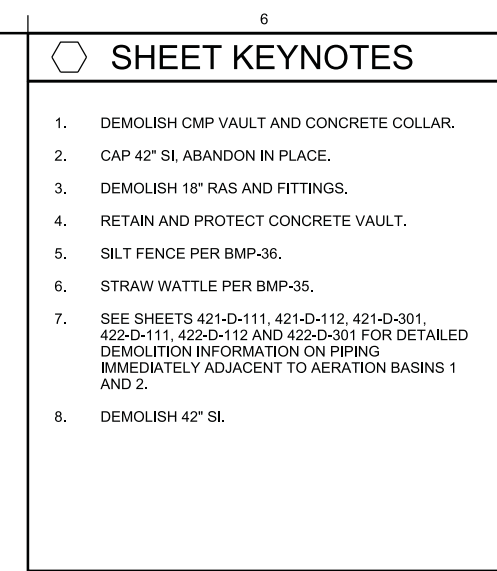 6
SHEET KEYNOTES
1. DEMOLISH CMP VAULT AND CONCRETE COLLAR.
2. CAP 42" SI, ABANDON IN PLACE.
3. DEMOLISH 18" RAS AND FITTINGS.
4. RETAIN AND PROTECT CONCRETE VAULT.
5. SILT FENCE PER BMP-36.
6. STRAW WATTLE PER BMP-35.
7. SEE SHEETS 421-D-111, 421-D-112, 421-D-301,
422-D-111, 422-D-112 AND 422-D-301 FOR DETAILED
DEMOLITION INFORMATION ON PIPING
IMMEDIATELY ADJACENT TO AERATION BASINS 1
AND 2.
8. DEMOLISH 42" SI.